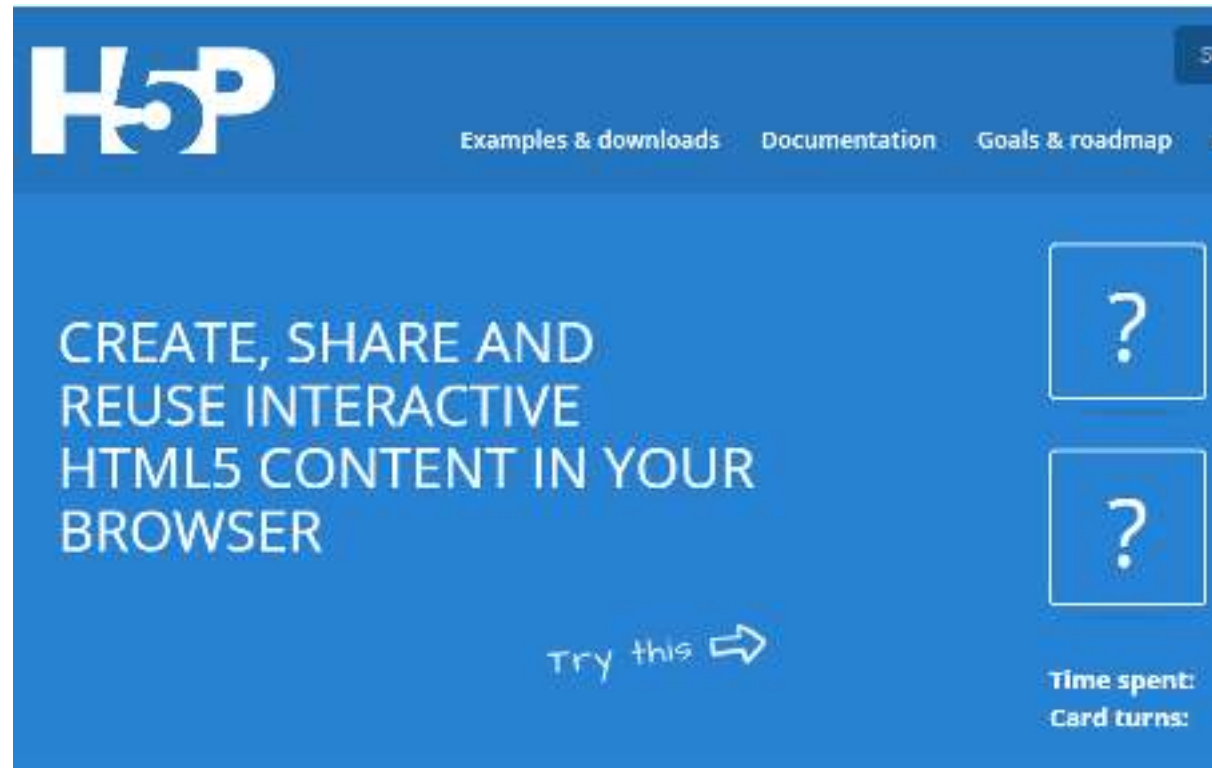 H5P
S
Examples & downloads Documentation Goals & roadmap
CREATE, SHARE AND
REUSE INTERACTIVE
HTML5 CONTENT IN YOUR
BROWSER
?
?
Try this
Time spent:
Card turns: